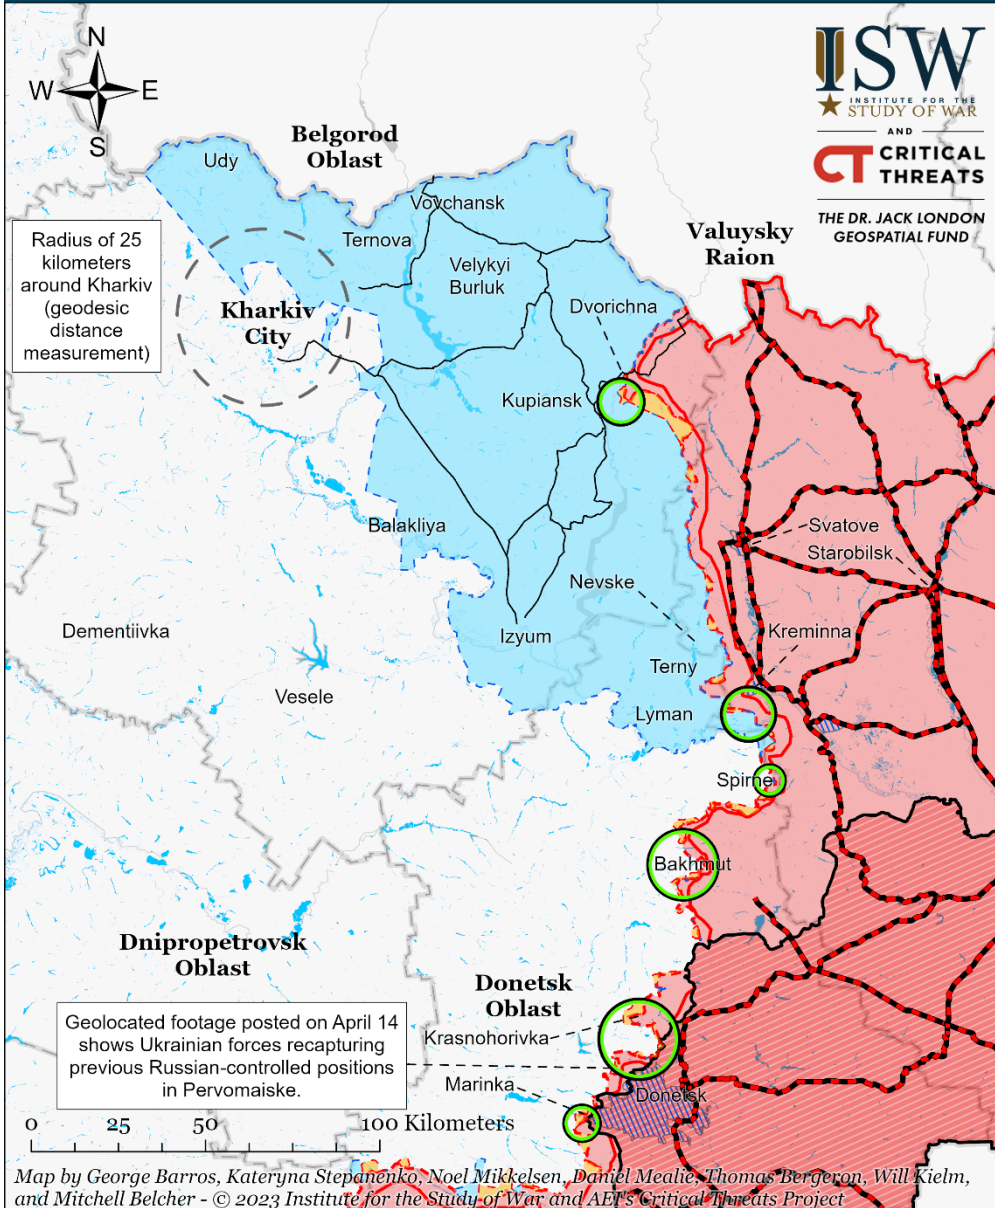 N
W E
S
ISW
INSTITUTE FOR THE
STUDY OF WAR
AND
CT CRITICAL
THREATS
THE DR. JACK LONDON
GEOSPATIAL FUND
Belgorod
Oblast
Udy
Vovchansk
Ternova
Velykyi
Burluk
Valuysky
Raion
Radius of 25
kilometers
around Kharkiv
(geodesic
distance
measurement)
Kharkiv
City
Dvorichna
Kupiansk
Balakliya
Svatove
Starobilsk
Nevske
Dementiivka
Izyum
Kreminna
Terny
Vesele
Lyman
Spirne
Bakhmut
Dnipropetrovsk
Oblast
Donetsk
Oblast
Geolocated footage posted on April 14
shows Ukrainian forces recapturing
previous Russian-controlled positions
in Pervomaiske.
Krasnohorivka
Marinka
Donetsk
0 25 50 100 Kilometers
Map by George Barros, Kateryna Stepanenko, Noel Mikkelsen, Daniel Mealie, Thomas Bergeron, Will Kielm,
and Mitchell Belcher - © 2023 Institute for the Study of War and AEI's Critical Threats Project